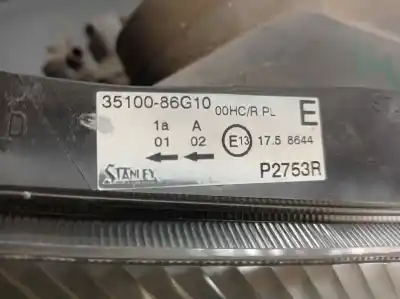 35100-86G10 00HC/R PL E
1a A
01 02 E13 17.5 8644
STANLEY P2753R